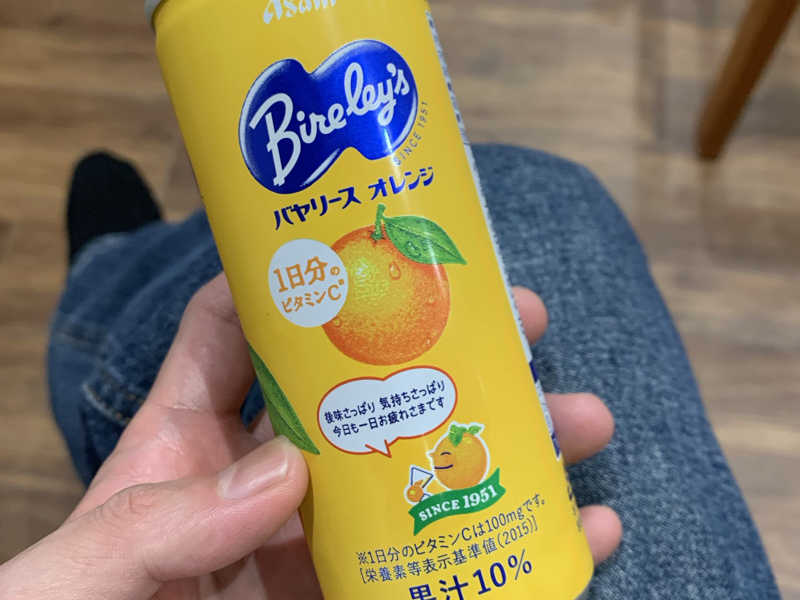 Asahi
Bireley's
SINCE 1951
バヤリース オレンジ
1日分の
ビタミンC※
後味さっぱり 気持ちさっぱり
今日も一日お疲れさまです
SINCE 1951
※1日分のビタミンCは100mgです。
[栄養素等表示基準値(2015)]
果汁10%